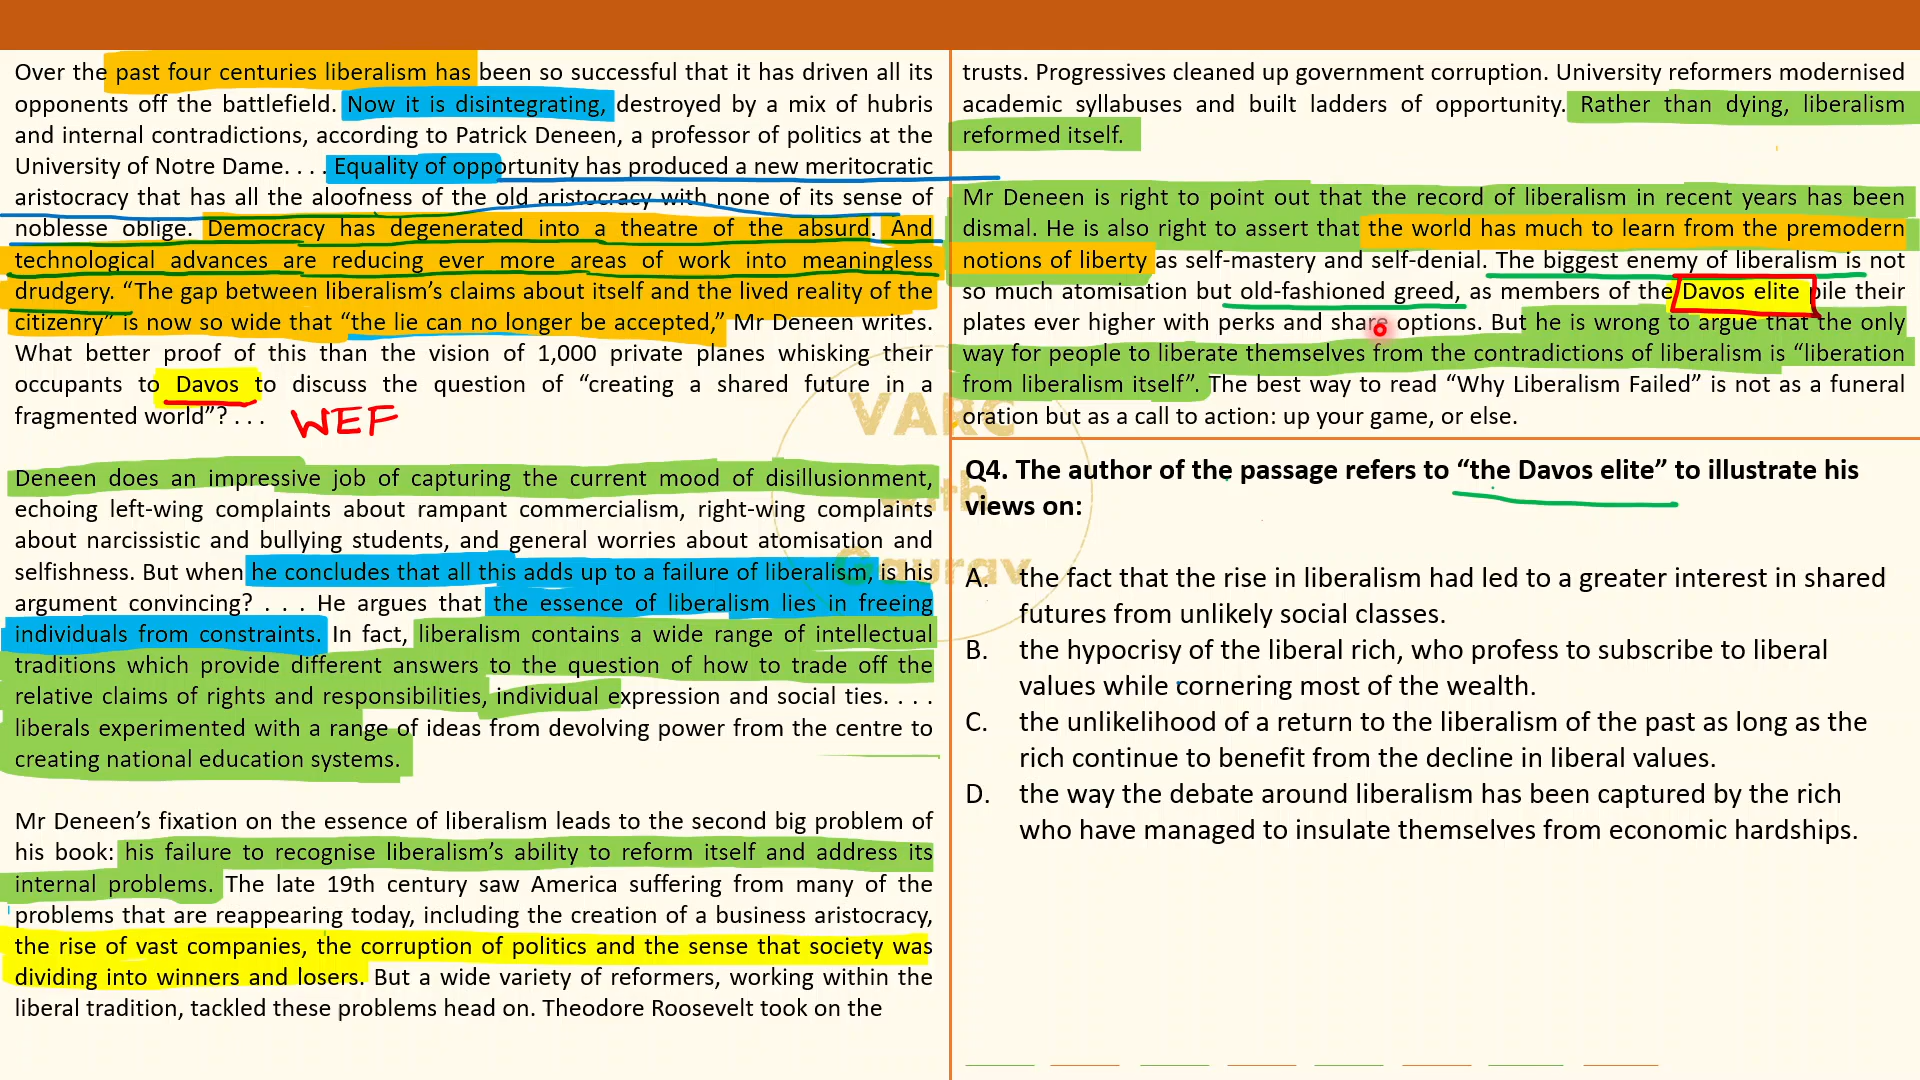 Over the past four centuries liberalism has been so successful that it has driven all its
opponents off the battlefield. Now it is disintegrating, destroyed by a mix of hubris
and internal contradictions, according to Patrick Deneen, a professor of politics at the
University of Notre Dame. . . . Equality of opportunity has produced a new meritocratic
aristocracy that has all the aloofness of the old aristocracy with none of its sense of
noblesse oblige. Democracy has degenerated into a theatre of the absurd. And
technological advances are reducing ever more areas of work into meaningless
drudgery. “The gap between liberalism’s claims about itself and the lived reality of the
citizenry” is now so wide that “the lie can no longer be accepted,” Mr Deneen writes.
What better proof of this than the vision of 1,000 private planes whisking their
occupants to Davos to discuss the question of “creating a shared future in a
fragmented world”? . . .
WEF
Deneen does an impressive job of capturing the current mood of disillusionment,
echoing left-wing complaints about rampant commercialism, right-wing complaints
about narcissistic and bullying students, and general worries about atomisation and
selfishness. But when he concludes that all this adds up to a failure of liberalism, is his
argument convincing? . . . He argues that the essence of liberalism lies in freeing
individuals from constraints. In fact, liberalism contains a wide range of intellectual
traditions which provide different answers to the question of how to trade off the
relative claims of rights and responsibilities, individual expression and social ties. . . .
liberals experimented with a range of ideas from devolving power from the centre to
creating national education systems.
Mr Deneen’s fixation on the essence of liberalism leads to the second big problem of
his book: his failure to recognise liberalism’s ability to reform itself and address its
internal problems. The late 19th century saw America suffering from many of the
problems that are reappearing today, including the creation of a business aristocracy,
the rise of vast companies, the corruption of politics and the sense that society was
dividing into winners and losers. But a wide variety of reformers, working within the
liberal tradition, tackled these problems head on. Theodore Roosevelt took on the
trusts. Progressives cleaned up government corruption. University reformers modernised
academic syllabuses and built ladders of opportunity. Rather than dying, liberalism
reformed itself.
Mr Deneen is right to point out that the record of liberalism in recent years has been
dismal. He is also right to assert that the world has much to learn from the premodern
notions of liberty as self-mastery and self-denial. The biggest enemy of liberalism is not
so much atomisation but old-fashioned greed, as members of the Davos elite pile their
plates ever higher with perks and share options. But he is wrong to argue that the only
way for people to liberate themselves from the contradictions of liberalism is “liberation
from liberalism itself”. The best way to read “Why Liberalism Failed” is not as a funeral
oration but as a call to action: up your game, or else.
VARC
with
Gaurav
Q4. The author of the passage refers to “the Davos elite” to illustrate his
views on:
A. the fact that the rise in liberalism had led to a greater interest in shared
futures from unlikely social classes.
B. the hypocrisy of the liberal rich, who profess to subscribe to liberal
values while cornering most of the wealth.
C. the unlikelihood of a return to the liberalism of the past as long as the
rich continue to benefit from the decline in liberal values.
D. the way the debate around liberalism has been captured by the rich
who have managed to insulate themselves from economic hardships.